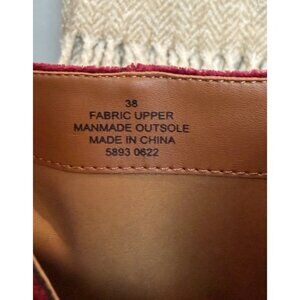 38
FABRIC UPPER
MANMADE OUTSOLE
MADE IN CHINA
5893 0622